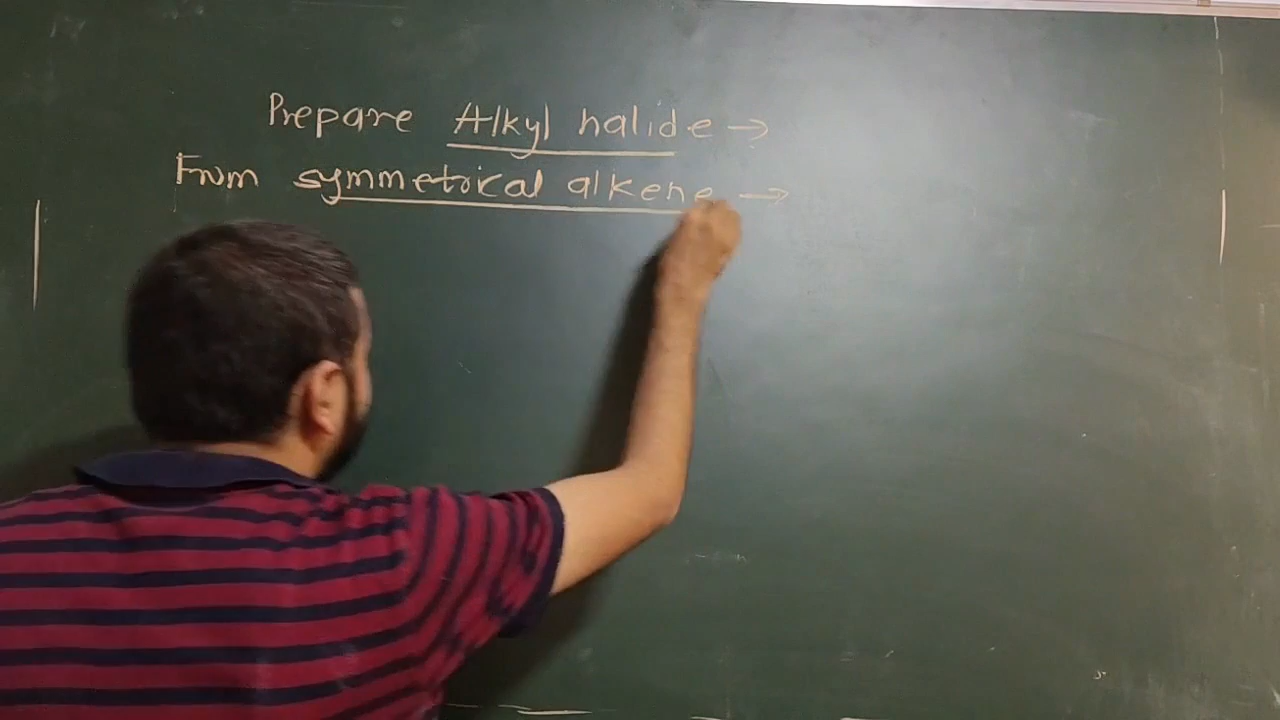 Prepare Alkyl halide →
From symmetrical alkene →